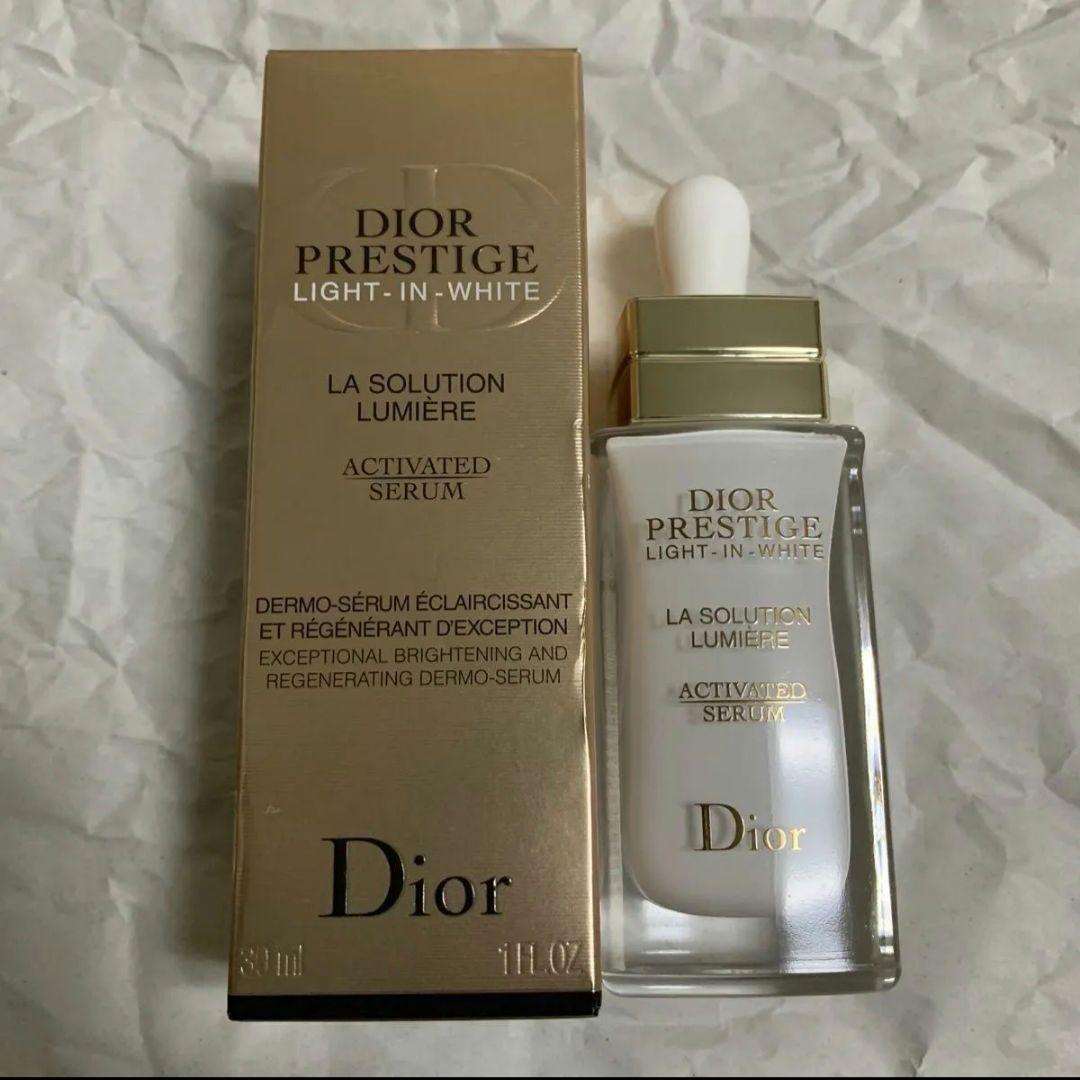 DIOR
PRESTIGE
LIGHT-IN-WHITE
LA SOLUTION
LUMIÈRE
ACTIVATED
SERUM
DERMO-SÉRUM ÉCLAIRCISSANT
ET RÉGÉNÉRANT D'EXCEPTION
EXCEPTIONAL BRIGHTENING AND
REGENERATING DERMO-SERUM
Dior
30 ml 1 FL.OZ
DIOR
PRESTIGE
LIGHT-IN-WHITE
LA SOLUTION
LUMIÈRE
ACTIVATED
SERUM
Dior